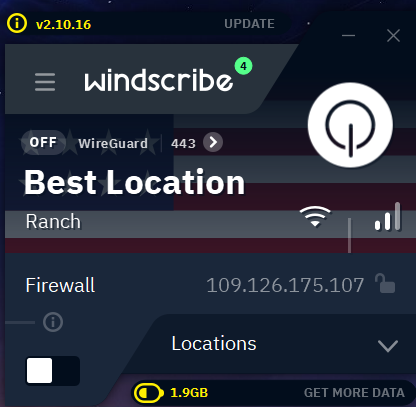 v2.10.16 UPDATE
windscribe 4
OFF WireGuard 443
Best Location
Ranch
Firewall 109.126.175.107
Locations
1.9GB GET MORE DATA